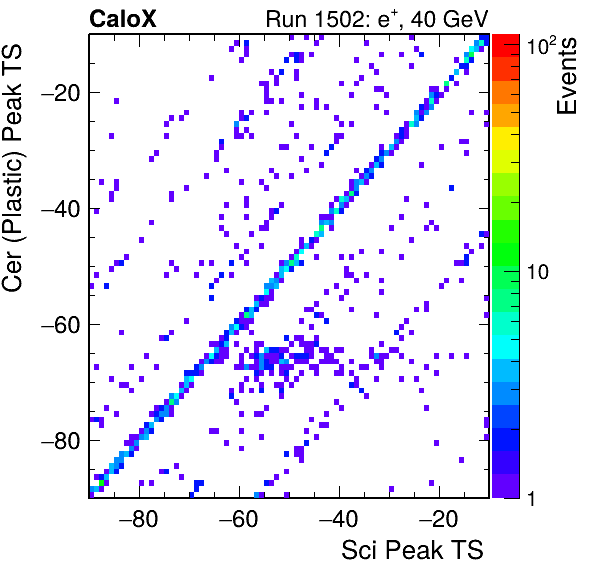 CaloX Run 1502: e⁺, 40 GeV
Cer (Plastic) Peak TS
−20
−40
−60
−80
−80 −60 −40 −20
Sci Peak TS
10²
10
1
Events